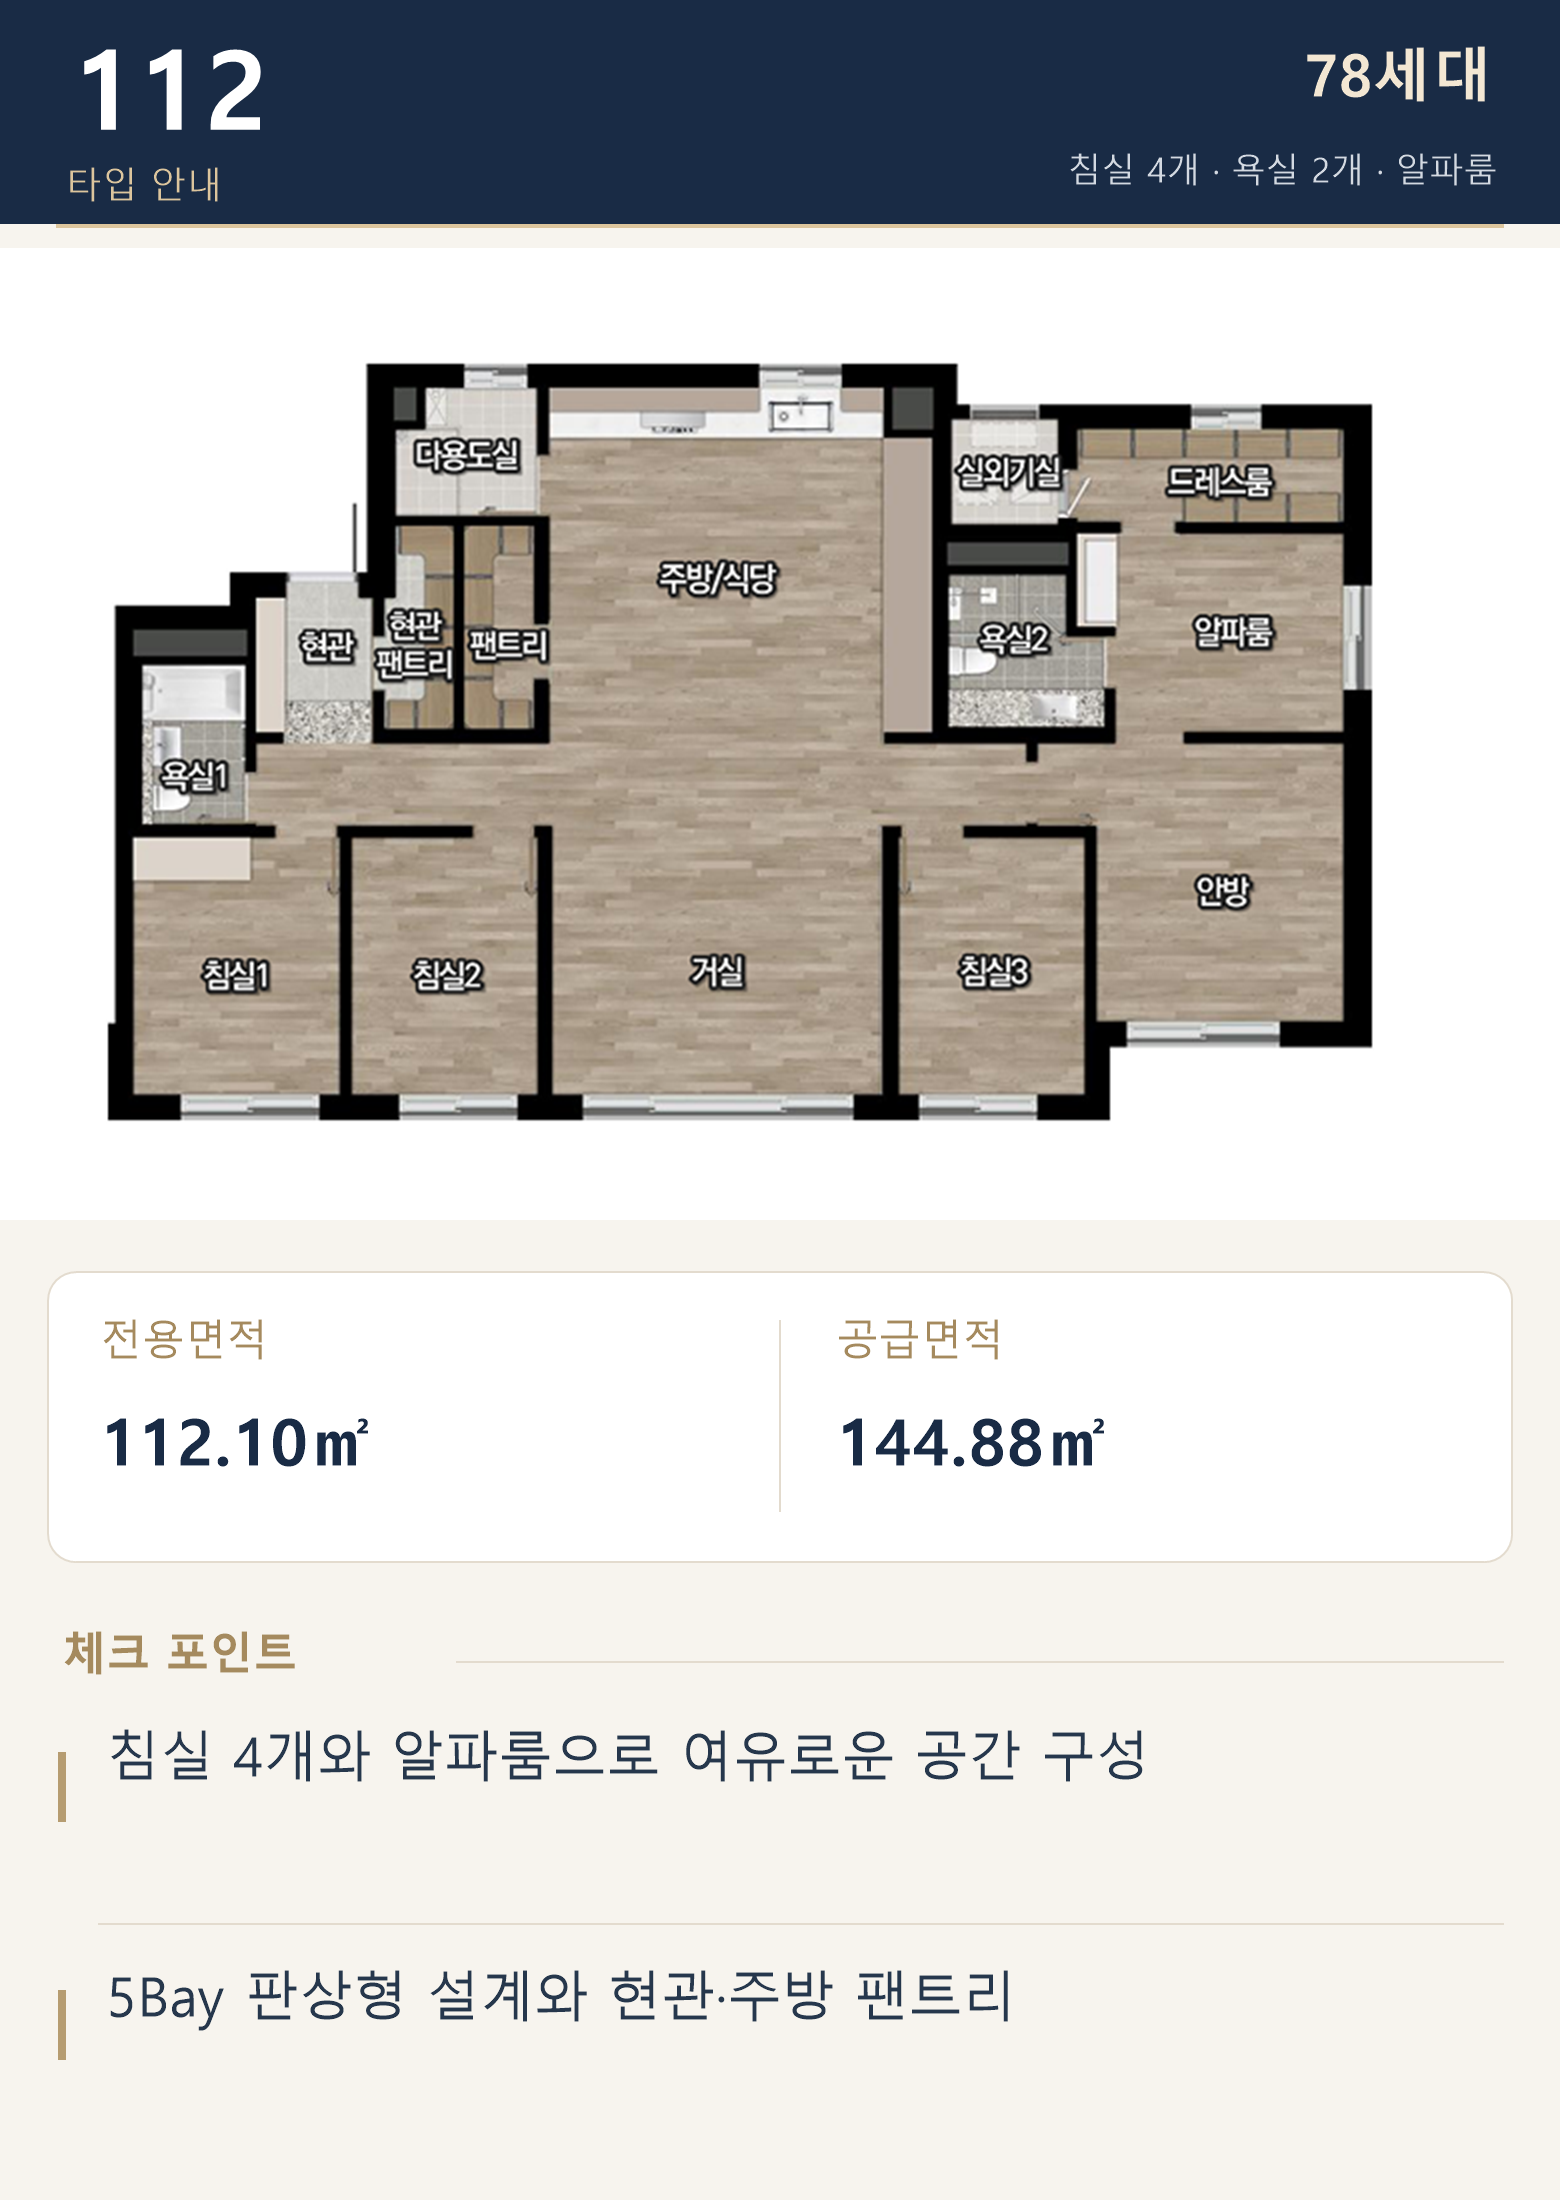 112
78세대
타입 안내
침실 4개 · 욕실 2개 · 알파룸
다용도실
실외기실
드레스룸
주방/식당
현관
현관
팬트리
팬트리
욕실2
알파룸
욕실1
안방
침실1
침실2
거실
침실3
전용면적
공급면적
112.10㎡
144.88㎡
체크 포인트
침실 4개와 알파룸으로 여유로운 공간 구성
5Bay 판상형 설계와 현관·주방 팬트리